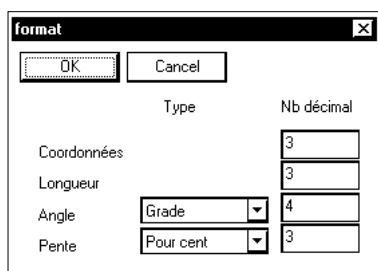 format
OK Cancel
Type Nb décimal
Coordonnées 3
Longueur 3
Angle Grade 4
Pente Pour cent 3